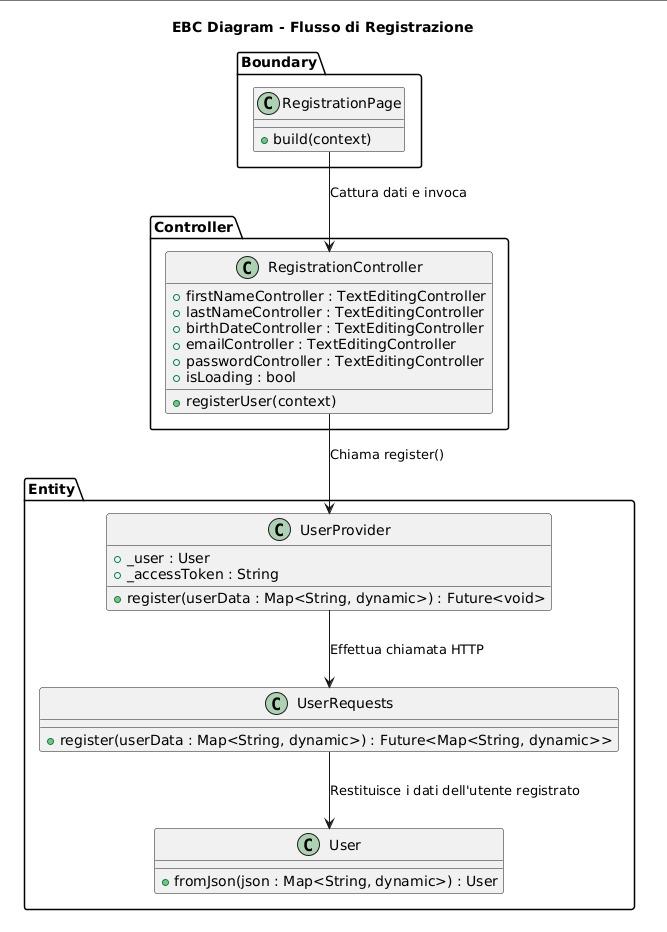 EBC Diagram - Flusso di Registrazione
Boundary
C RegistrationPage
build(context)
Cattura dati e invoca
Controller
C RegistrationController
firstNameController : TextEditingController
lastNameController : TextEditingController
birthDateController : TextEditingController
emailController : TextEditingController
passwordController : TextEditingController
isLoading : bool
registerUser(context)
Chiama register()
Entity
C UserProvider
_user : User
_accessToken : String
register(userData : Map<String, dynamic>) : Future<void>
Effettua chiamata HTTP
C UserRequests
register(userData : Map<String, dynamic>) : Future<Map<String, dynamic>>
Restituisce i dati dell'utente registrato
C User
fromJson(json : Map<String, dynamic>) : User